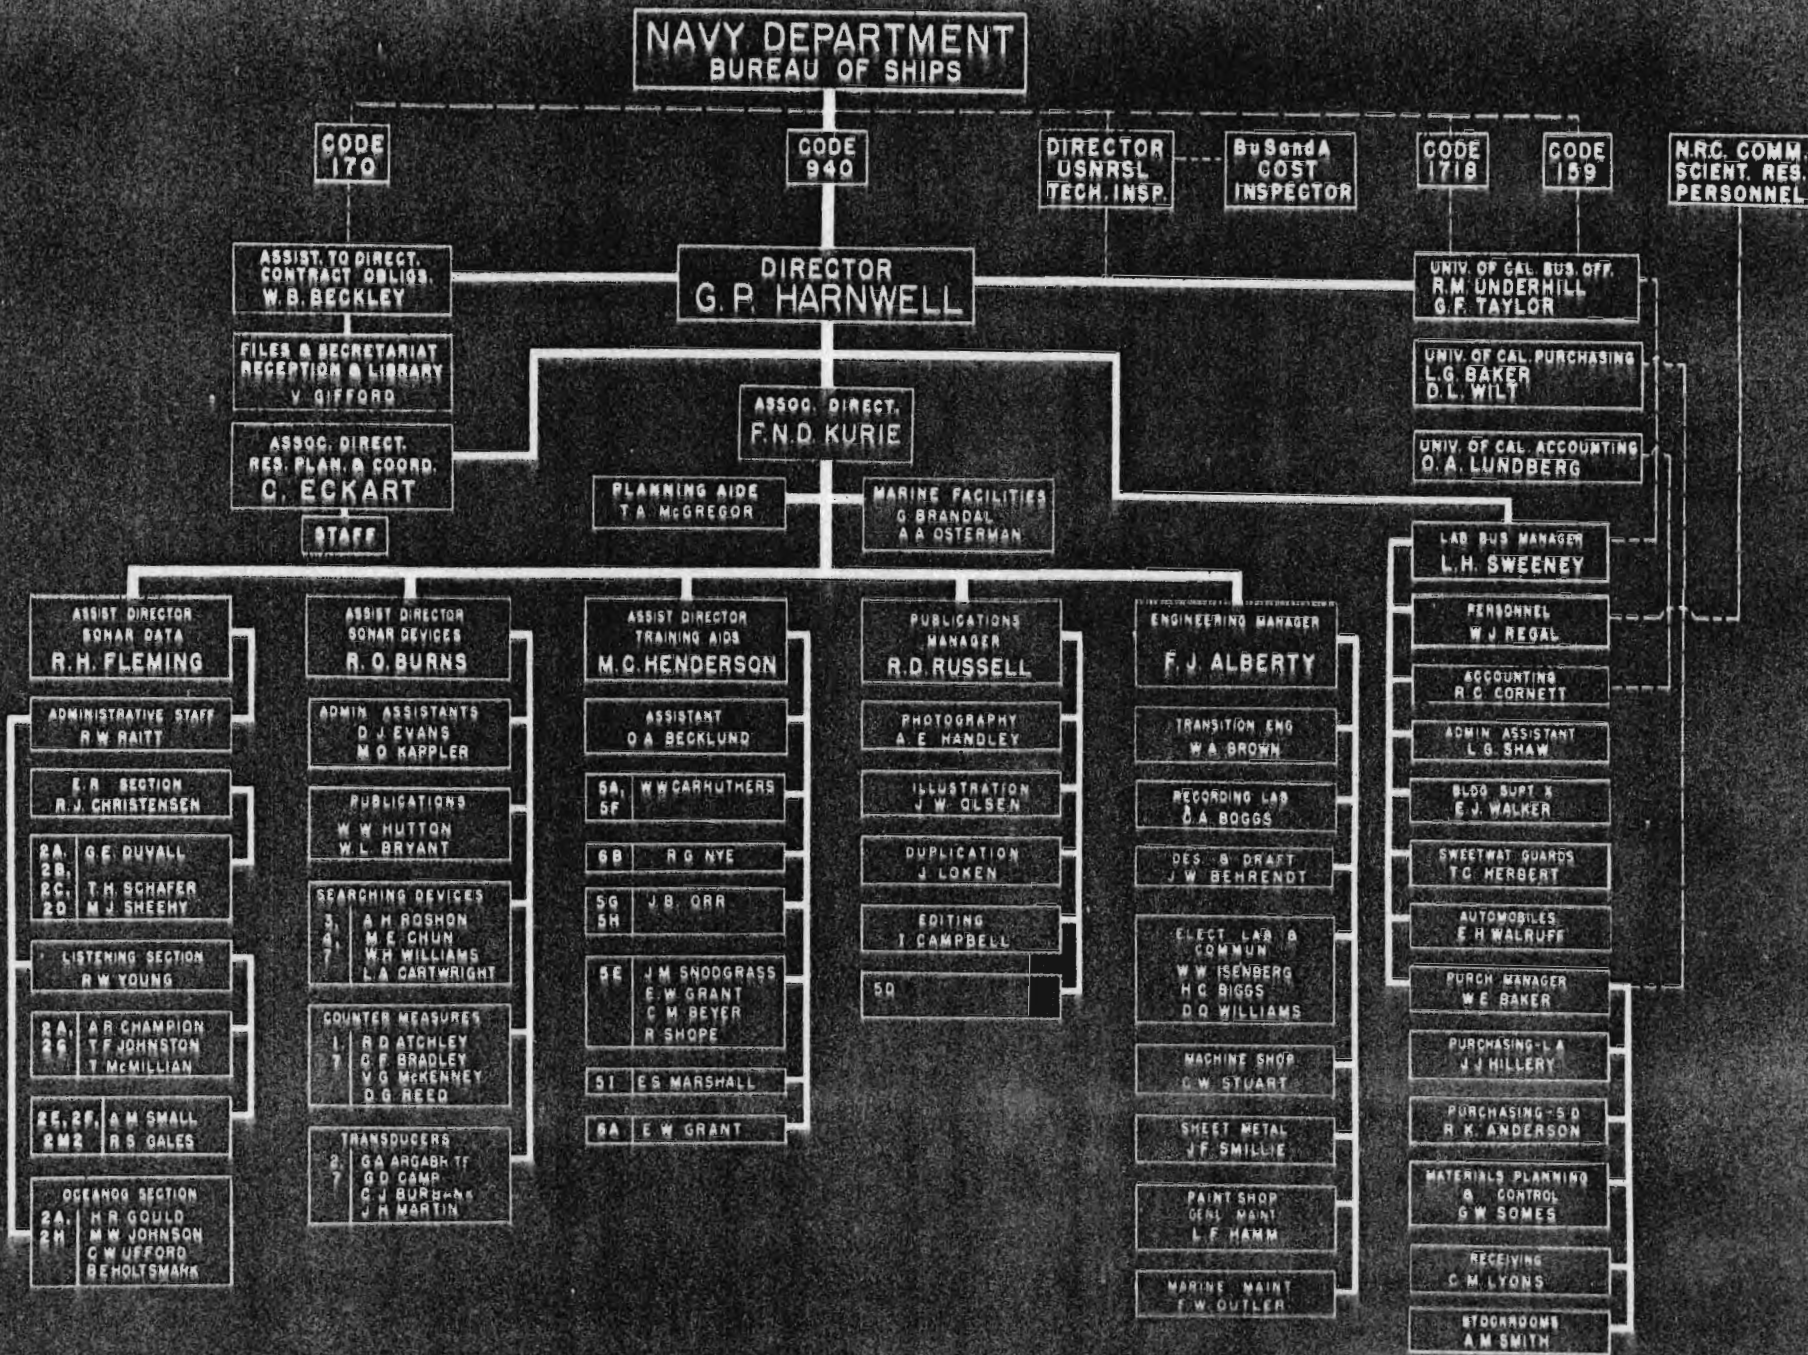 NAVY DEPARTMENT
BUREAU OF SHIPS
CODE
170
CODE
940
DIRECTOR
USNRSL
TECH. INSP.
BuSandA
COST
INSPECTOR
CODE
1718
CODE
159
N.R.C. COMM.
SCIENT. RES.
PERSONNEL
ASSIST. TO DIRECT.
CONTRACT OBLIGS.
W. B. BECKLEY
DIRECTOR
G. P. HARNWELL
UNIV. OF CAL. BUS. OFF.
R. M. UNDERHILL
G. F. TAYLOR
FILES & SECRETARIAT
RECEPTION & LIBRARY
V GIFFORD
UNIV. OF CAL. PURCHASING
L. G. BAKER
D. L. WILT
ASSOC. DIRECT.
F. N. D. KURIE
ASSOC. DIRECT.
RES. PLAN. & COORD.
C. ECKART
STAFF
UNIV. OF CAL. ACCOUNTING
O. A. LUNDBERG
PLANNING AIDE
T A McGREGOR
MARINE FACILITIES
G BRANDAL
A A OSTERMAN
ASSIST DIRECTOR
SONAR DATA
R. H. FLEMING
ADMINISTRATIVE STAFF
R W RAITT
E. R SECTION
R. J. CHRISTENSEN
2A, G. E. DUVALL
2B,
2C, T H. SCHAFER
2D M J. SHEEHY
LISTENING SECTION
R W YOUNG
2A, A R CHAMPION
2G T F JOHNSTON
T McMILLIAN
2E, 2F, A M SMALL
2M2 R S GALES
OCEANOG SECTION
2A, H R GOULD
2H M W JOHNSON
C W UFFORD
B E HOLTSMARK
ASSIST DIRECTOR
SONAR DEVICES
R. O. BURNS
ADMIN ASSISTANTS
D J. EVANS
M O KAPPLER
PUBLICATIONS
W W HUTTON
W. L. BRYANT
SEARCHING DEVICES
3, A H ROSHON
4, M E CHUN
7 W H WILLIAMS
L A CARTWRIGHT
COUNTER MEASURES
1, R D ATCHLEY
7 C F BRADLEY
V G McKENNEY
D G REED
TRANSDUCERS
2, G A
7 G D CAMP
C J BURBANK
J H MARTIN
ASSIST DIRECTOR
TRAINING AIDS
M. C. HENDERSON
ASSISTANT
O A BECKLUND
5A, W W CARHUTHERS
5F
6B R G NYE
5G J. B. ORR
5H
5E J M SNODGRASS
E W GRANT
C M BEYER
R SHOPE
5I E S MARSHALL
6A E W GRANT
PUBLICATIONS
MANAGER
R. D. RUSSELL
PHOTOGRAPHY
A. E HANDLEY
ILLUSTRATION
J W OLSEN
DUPLICATION
J LOKEN
EDITING
I CAMPBELL
5D
ENGINEERING MANAGER
F. J. ALBERTY
TRANSITION ENG
W A BROWN
RECORDING LAB
C A BOGGS
DES. & DRAFT
J W BEHRENDT
ELECT LAB &
COMMUN
W W ISENBERG
H C BIGGS
D Q WILLIAMS
MACHINE SHOP
C W STUART
SHEET METAL
J F SMILLIE
PAINT SHOP
GENL MAINT
L F HAMM
MARINE MAINT
F W. OUTLER
LAB BUS MANAGER
L. H. SWEENEY
PERSONNEL
W J REGAL
ACCOUNTING
R. C CORNETT
ADMIN ASSISTANT
L G. SHAW
BLDG SUPT X
E J. WALKER
SWEETWAT GUARDS
T C HERBERT
AUTOMOBILES
E H WALRUFF
PURCH MANAGER
W E BAKER
PURCHASING-L A
J J HILLERY
PURCHASING-S D
R K. ANDERSON
MATERIALS PLANNING
& CONTROL
G W SOMES
RECEIVING
C M LYONS
STOCKROOMS
A M SMITH